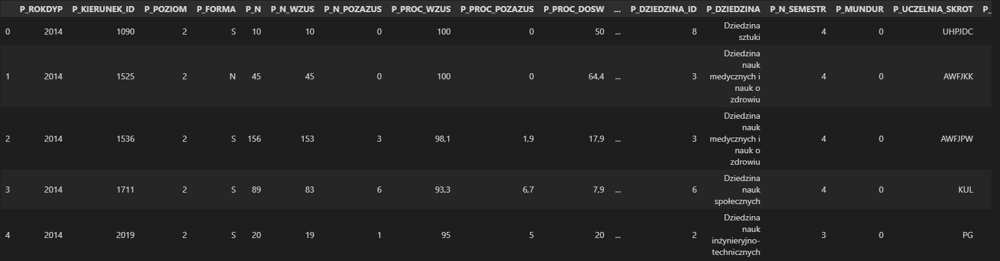 P_ROKDYP P_KIERUNEK_ID P_POZIOM P_FORMA P_N P_N_WZUS P_N_POZAZUS P_PROC_WZUS P_PROC_POZAZUS P_PROC_DOSW ... P_DZIEDZINA_ID P_DZIEDZINA P_N_SEMESTR P_MUNDUR P_UCZELNIA_SKROT P_
0 2014 1090 2 S 10 10 0 100 0 50 ... 8 Dziedzina 4 0 UHPJDC
sztuki
Dziedzina
nauk
1 2014 1525 2 N 45 45 0 100 0 64,4 ... 3 medycznych i 4 0 AWFJKK
nauk o
zdrowiu
Dziedzina
nauk
2 2014 1536 2 S 156 153 3 98,1 1,9 17,9 ... 3 medycznych i 4 0 AWFJPW
nauk o
zdrowiu
Dziedzina
3 2014 1711 2 S 89 83 6 93,3 6,7 7,9 ... 6 nauk 4 0 KUL
społecznych
Dziedzina
nauk
4 2014 2019 2 S 20 19 1 95 5 20 ... 2 inżynieryjno- 3 0 PG
technicznych